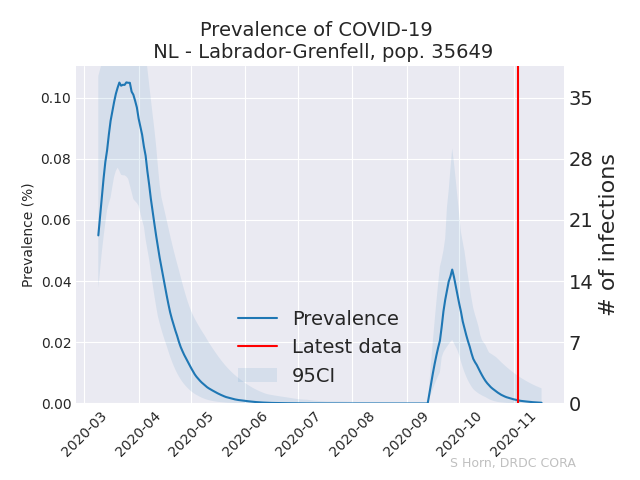 Prevalence of COVID-19
NL - Labrador-Grenfell, pop. 35649
0.10
0.08
0.06
0.04
0.02
0.00
Prevalence (%)
35
28
21
14
7
0
# of infections
Prevalence
Latest data
95CI
2020-03
2020-04
2020-05
2020-06
2020-07
2020-08
2020-09
2020-10
2020-11
S Horn, DRDC CORA